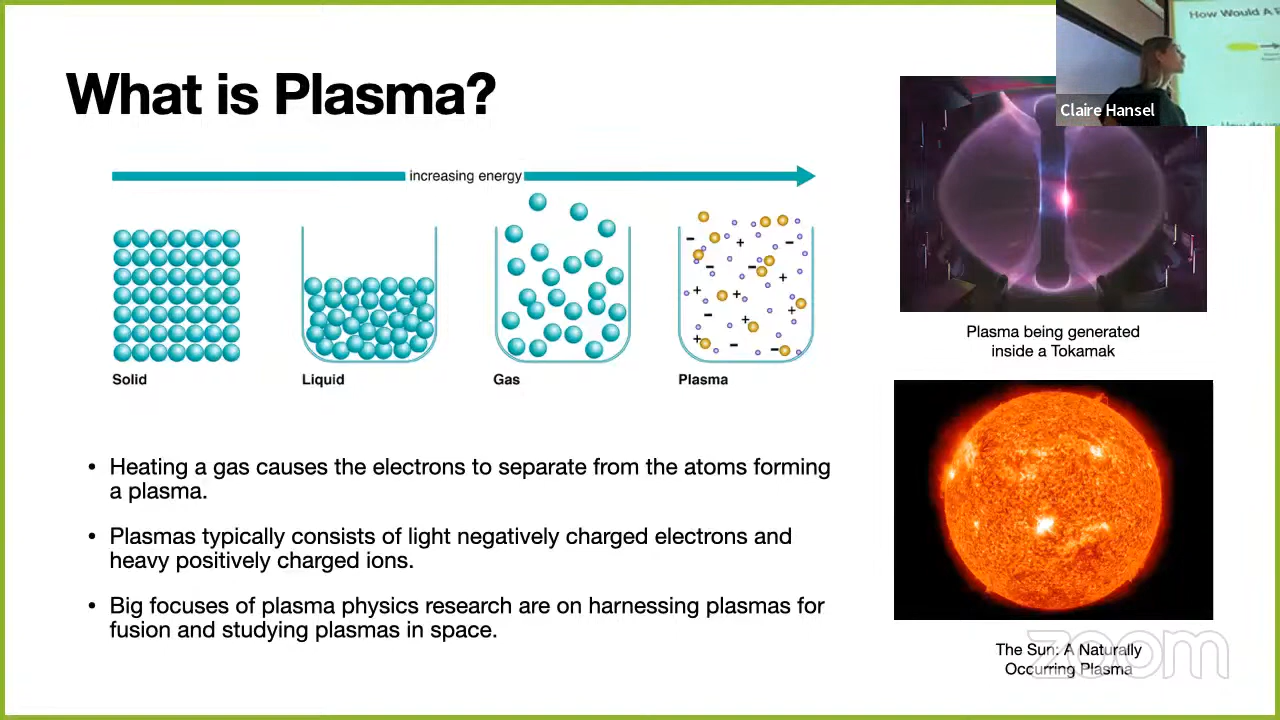 What is Plasma?
How Would A
Claire Hansel
increasing energy
Solid
Liquid
Gas
Plasma
Plasma being generated
inside a Tokamak
• Heating a gas causes the electrons to separate from the atoms forming
a plasma.
• Plasmas typically consists of light negatively charged electrons and
heavy positively charged ions.
• Big focuses of plasma physics research are on harnessing plasmas for
fusion and studying plasmas in space.
The Sun: A Naturally
Occurring Plasma
zoom